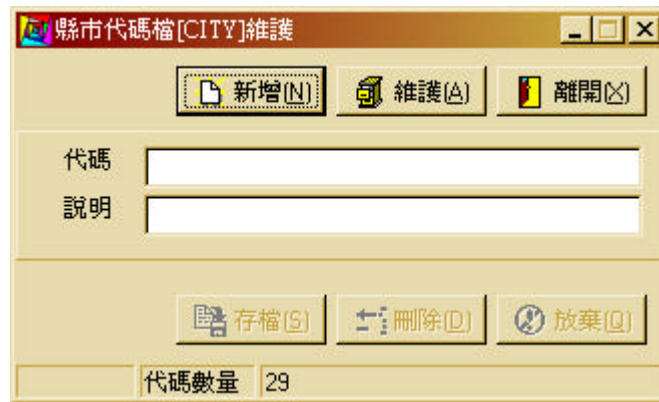 縣市代碼檔[CITY]維護
新增(N) 維護(A) 離開(X)
代碼
說明
存檔(S) 刪除(D) 放棄(Q)
代碼數量 29